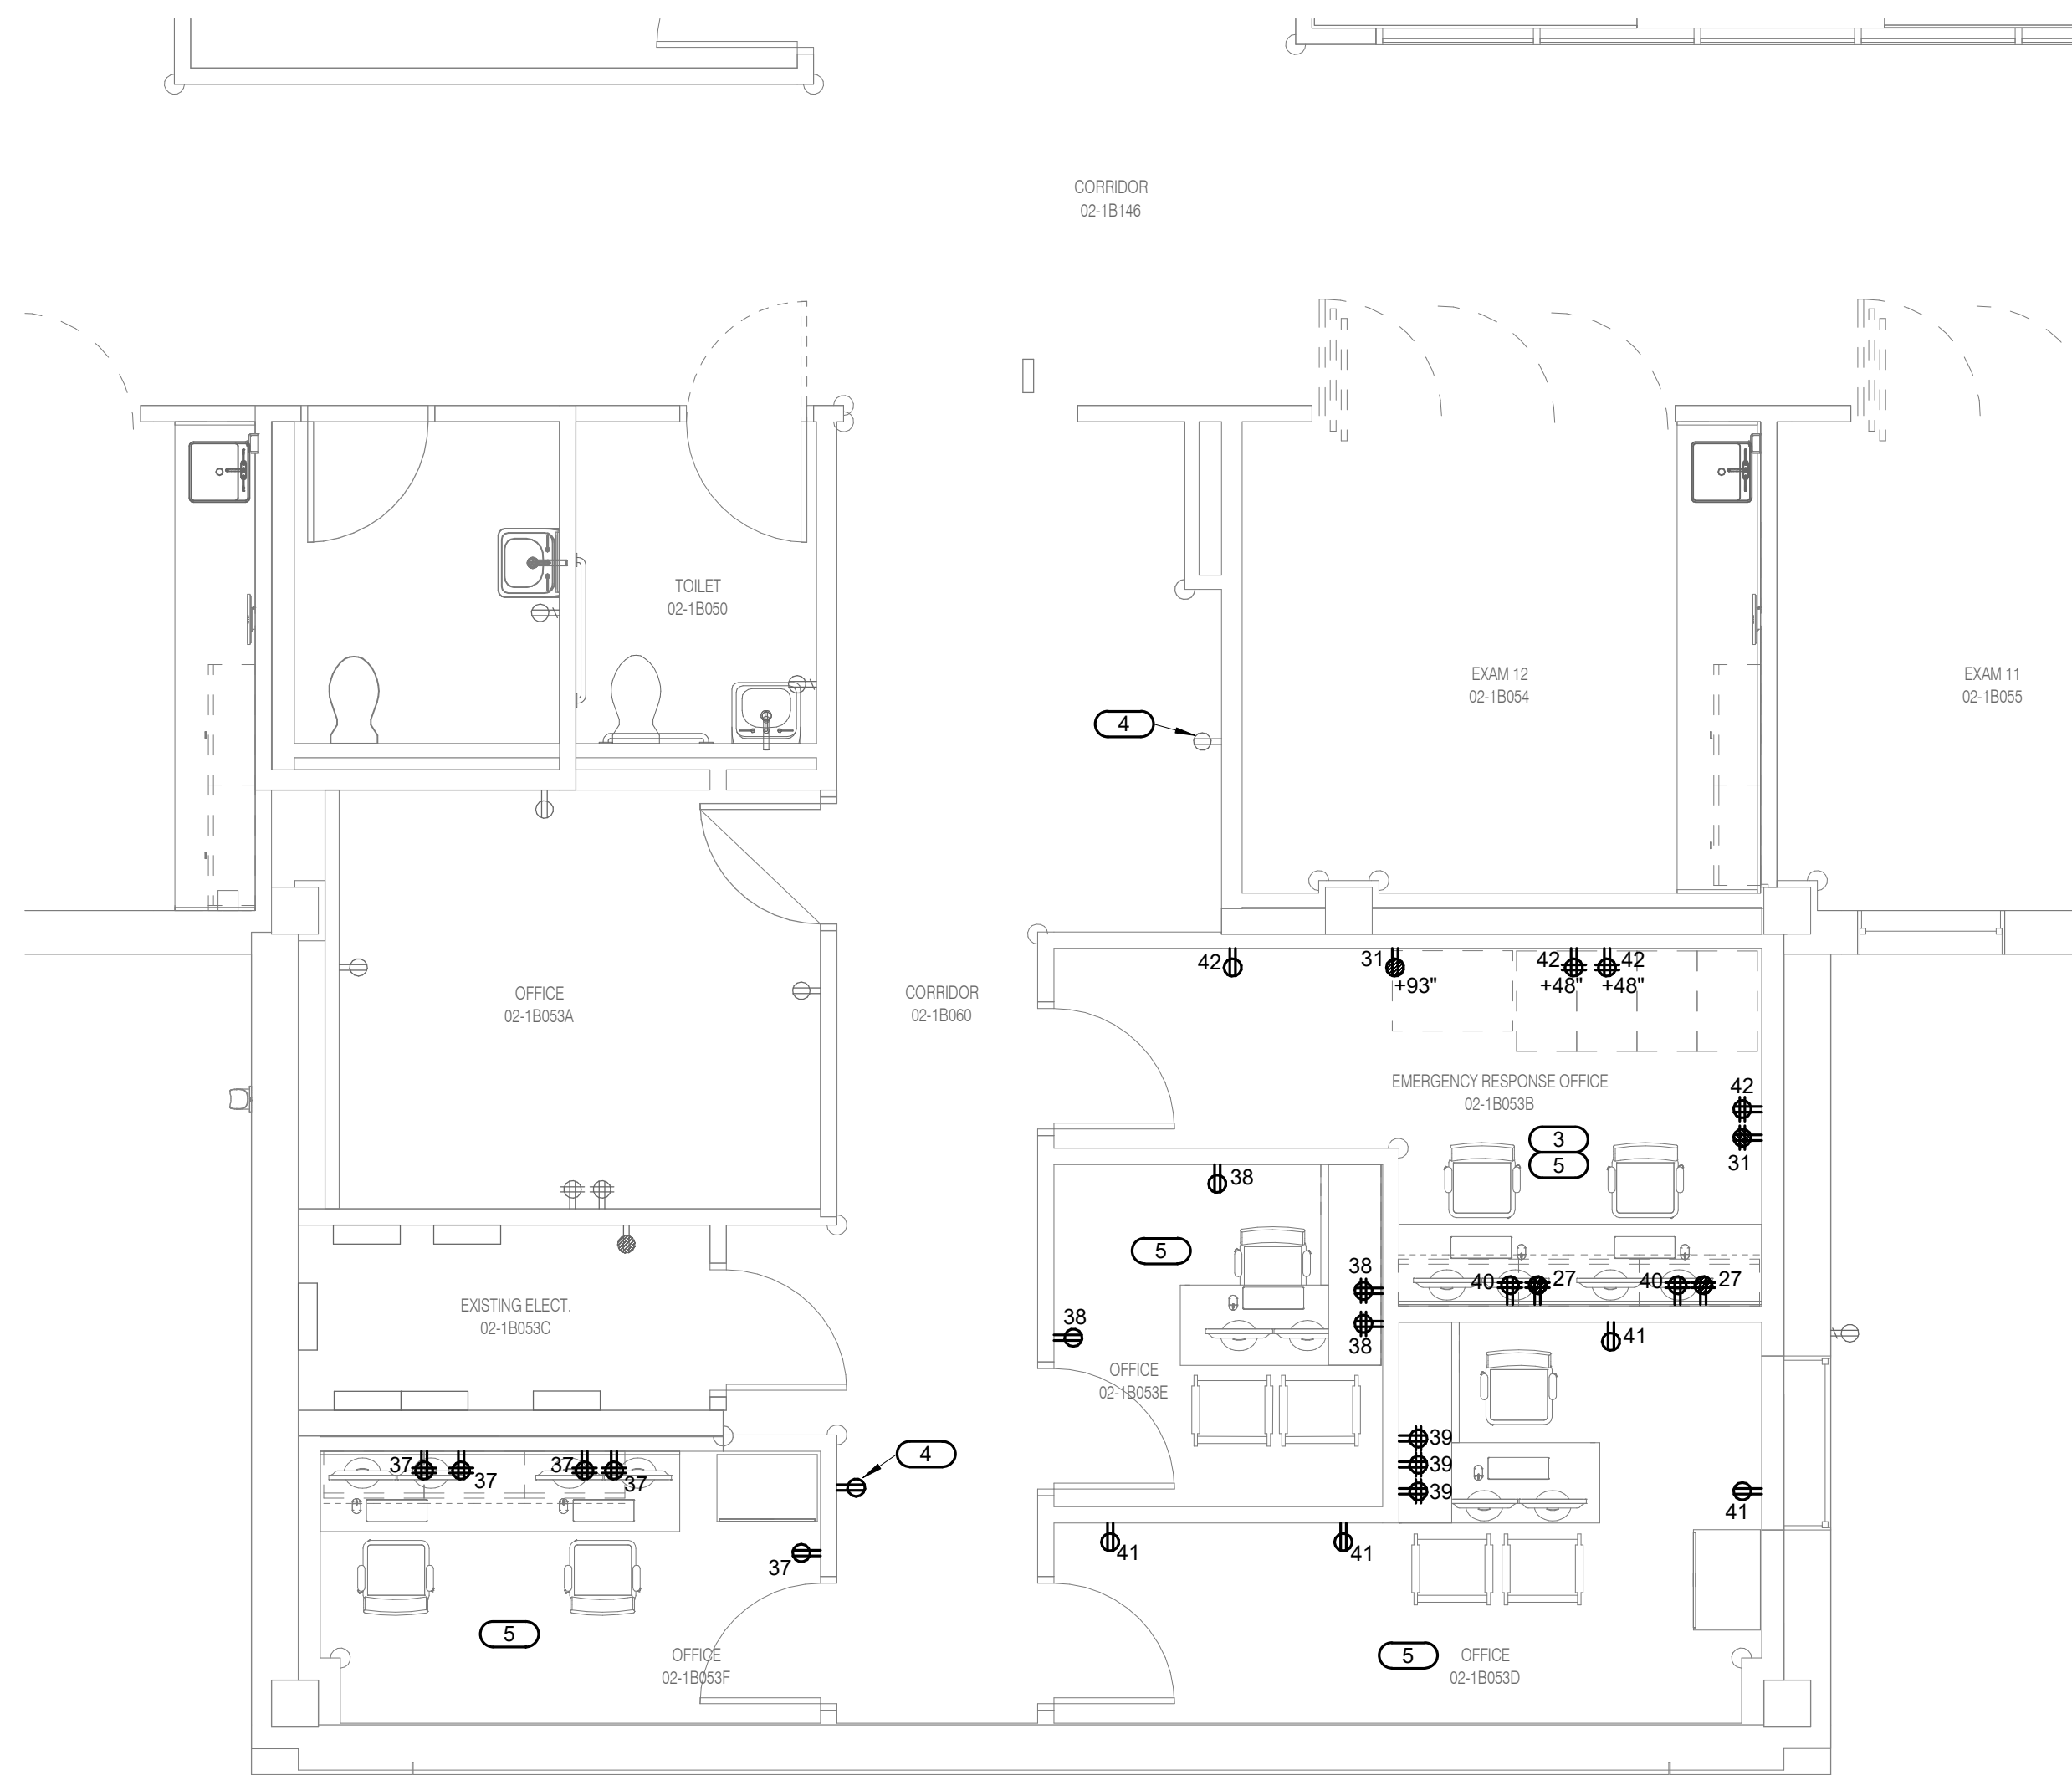 CORRIDOR
02-1B146
TOILET
02-1B050
EXAM 12
02-1B054
EXAM 11
02-1B055
4
OFFICE
02-1B053A
CORRIDOR
02-1B060
42
31
+93"
42
+48"
42
+48"
EMERGENCY RESPONSE OFFICE
02-1B053B
42
31
3
5
38
5
38
38
38
40
27
40
27
OFFICE
02-1B053E
EXISTING ELECT.
02-1B053C
41
39
39
39
41
41
41
4
37
37
37
37
37
5
OFFICE
02-1B053F
5
OFFICE
02-1B053D